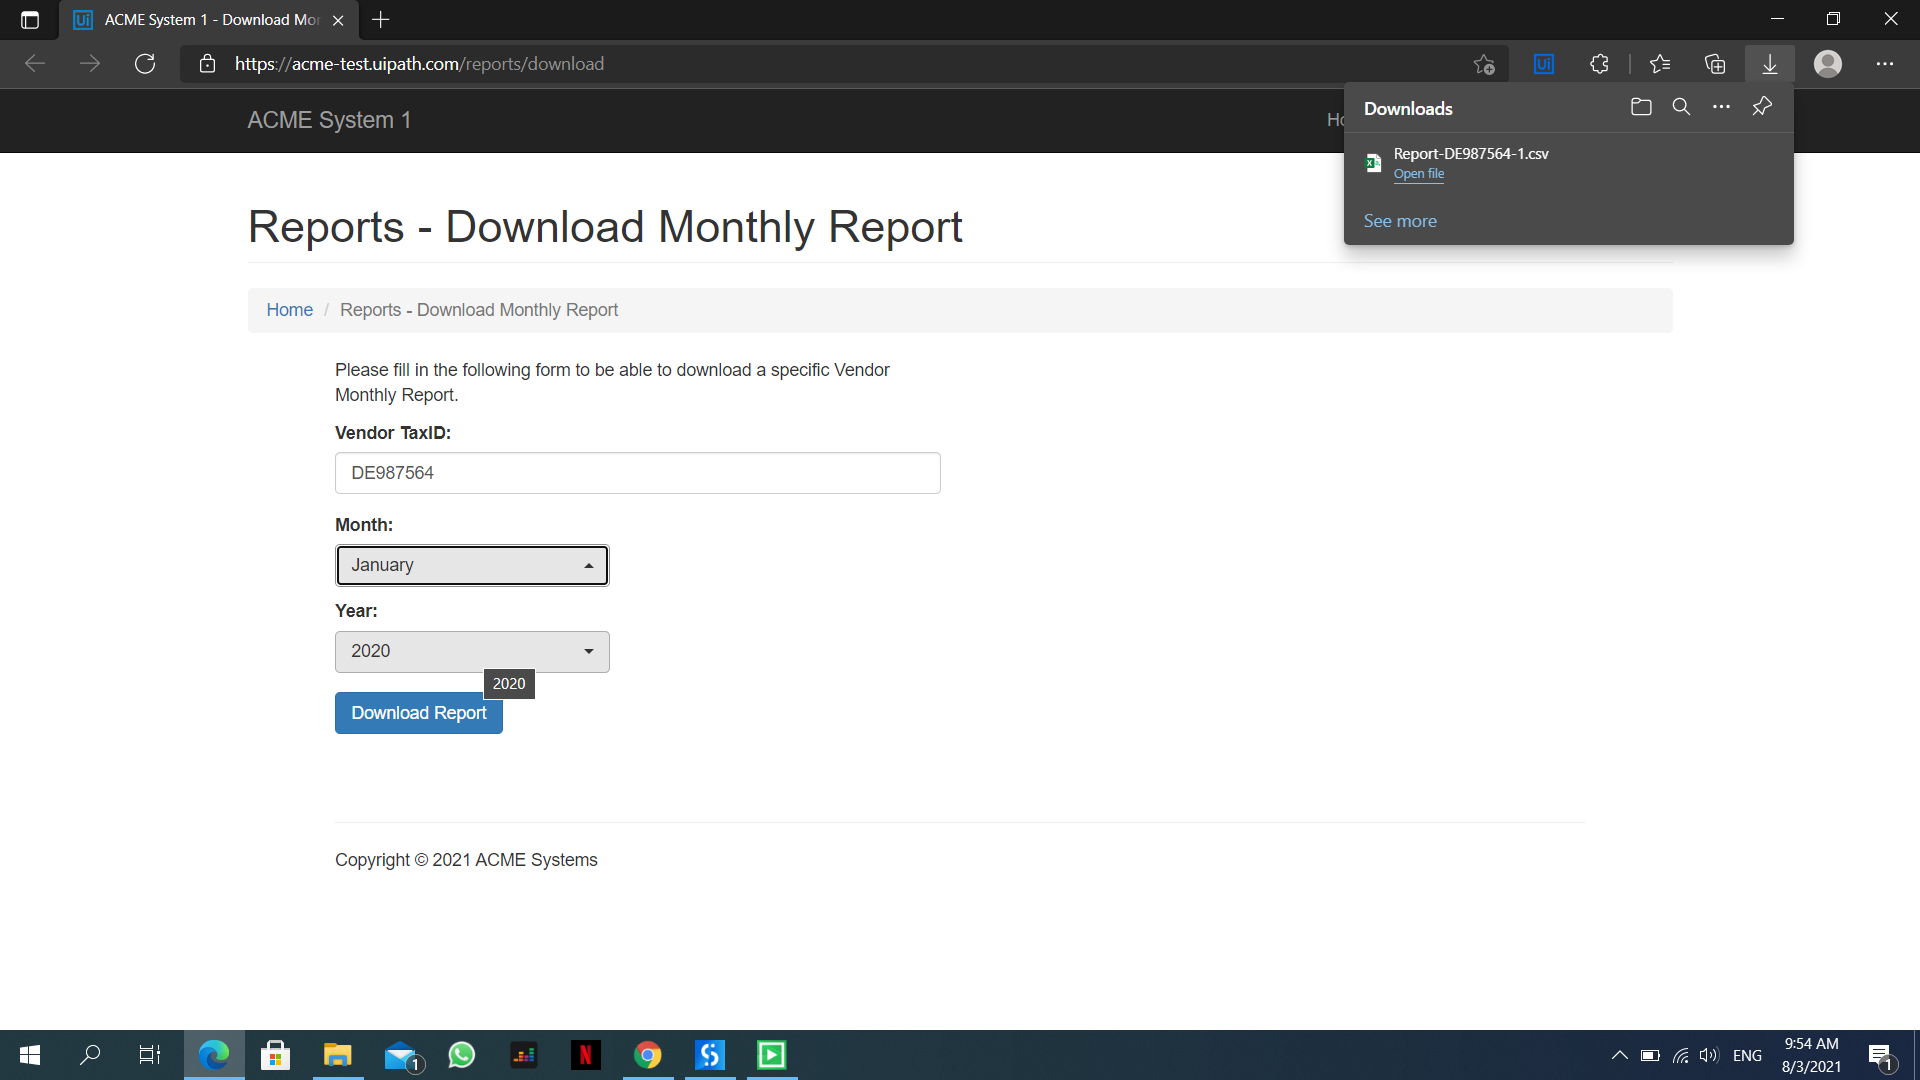 Ui ACME System 1 - Download Mo
https://acme-test.uipath.com/reports/download
Ui
ACME System 1
Ho
Downloads
Report-DE987564-1.csv
Open file
See more
Reports - Download Monthly Report
Home / Reports - Download Monthly Report
Please fill in the following form to be able to download a specific Vendor
Monthly Report.
Vendor TaxID:
DE987564
Month:
January
Year:
2020
2020
Download Report
Copyright © 2021 ACME Systems
1
N
ENG
9:54 AM
8/3/2021
1